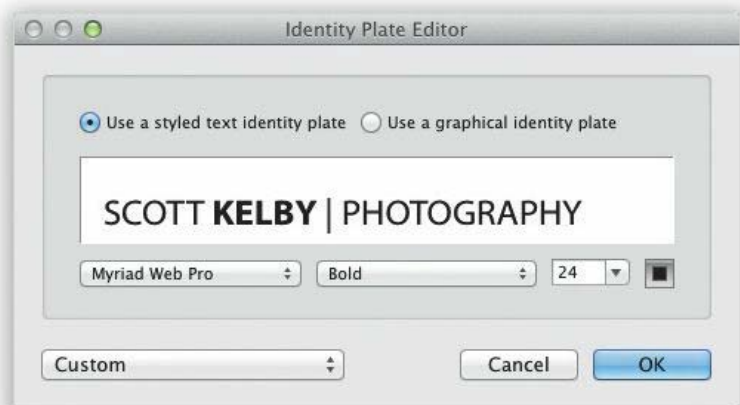 Identity Plate Editor
Use a styled text identity plate Use a graphical identity plate
SCOTT KELBY | PHOTOGRAPHY
Myriad Web Pro Bold 24
Custom Cancel OK